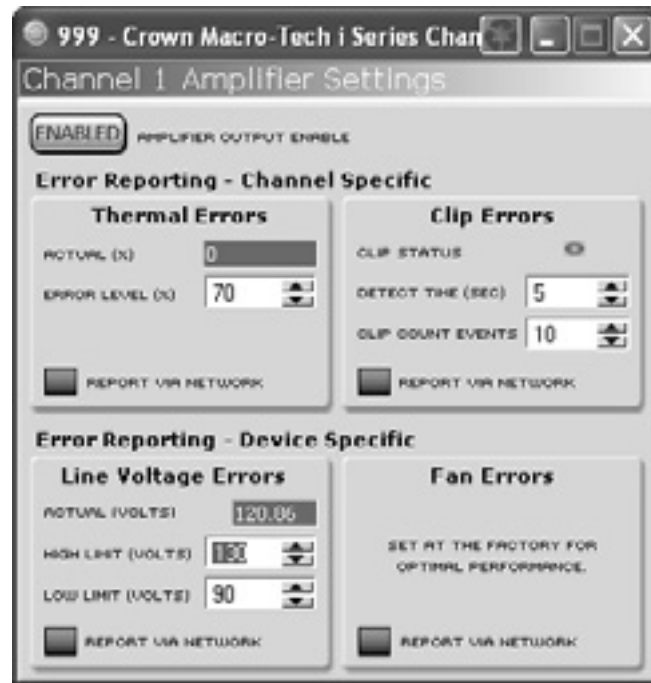 999 - Crown Macro-Tech i Series Chan
Channel 1 Amplifier Settings
ENABLED AMPLIFIER OUTPUT ENABLE
Error Reporting - Channel Specific
Thermal Errors
ACTUAL (%) 0
ERROR LEVEL (%) 70
REPORT VIA NETWORK
Clip Errors
CLIP STATUS
DETECT TIME (SEC) 5
CLIP COUNT EVENTS 10
REPORT VIA NETWORK
Error Reporting - Device Specific
Line Voltage Errors
ACTUAL (VOLTS) 120.06
HIGH LIMIT (VOLTS) 130
LOW LIMIT (VOLTS) 90
REPORT VIA NETWORK
Fan Errors
SET AT THE FACTORY FOR
OPTIMAL PERFORMANCE.
REPORT VIA NETWORK